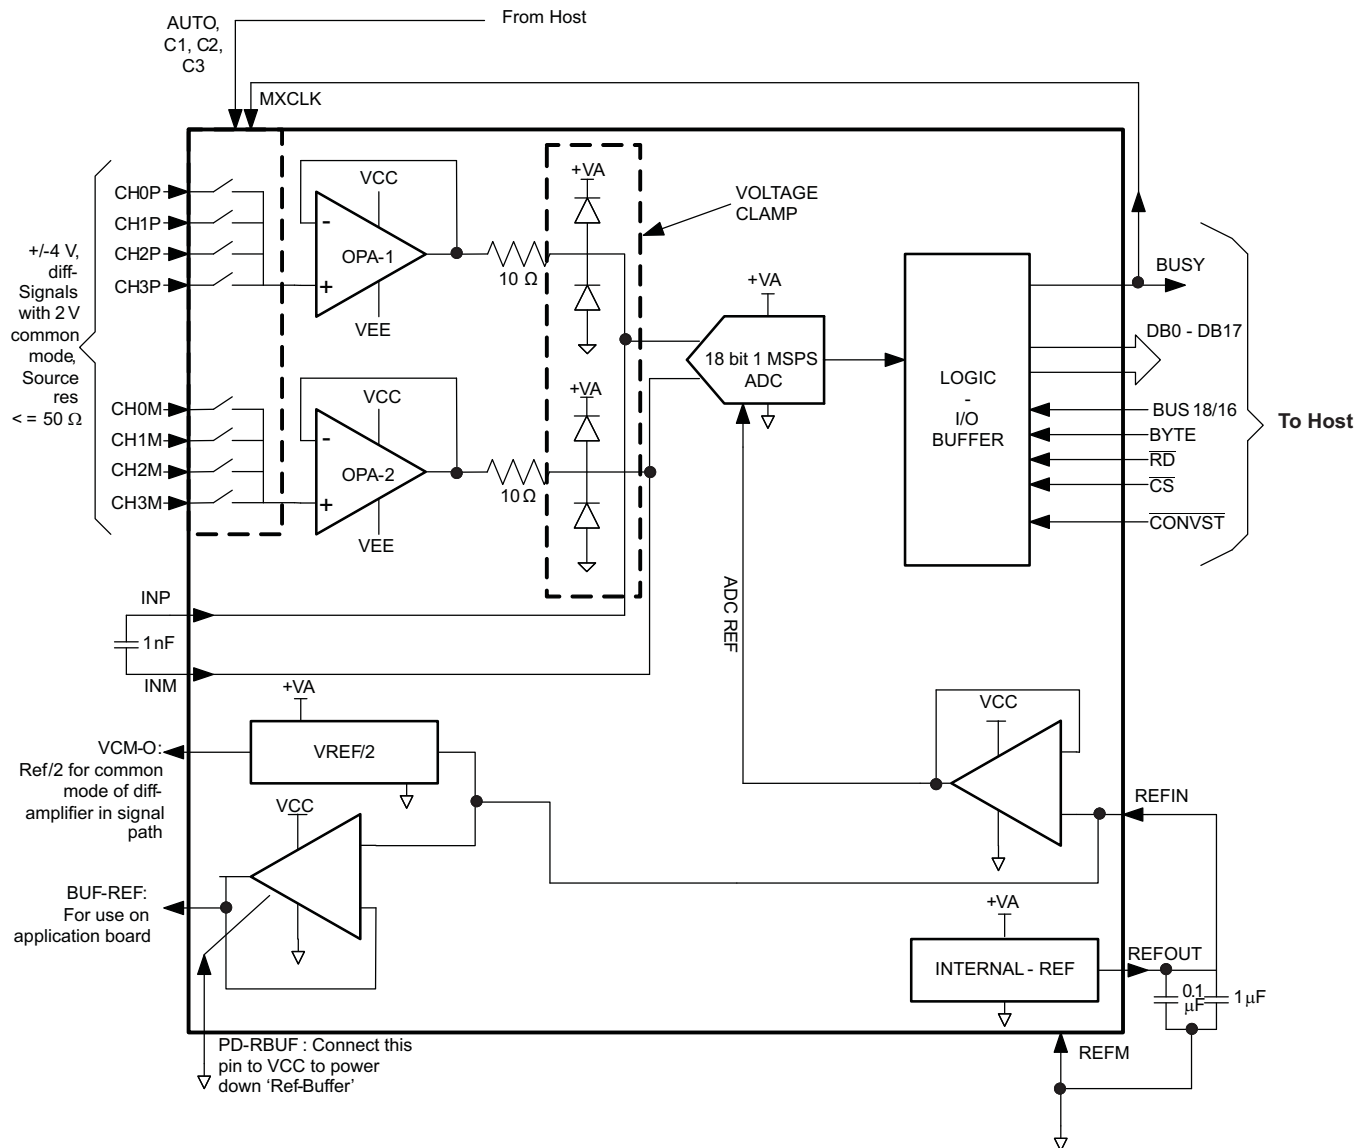 AUTO,
C1, C2,
C3
From Host
MXCLK
CH0P
CH1P
CH2P
CH3P
+/-4 V,
diff-
Signals
with 2 V
common
mode,
Source
res
< = 50 Ω
CH0M
CH1M
CH2M
CH3M
VCC
-
OPA-1
+
VEE
10 Ω
VCC
-
OPA-2
+
VEE
10 Ω
+VA
+VA
VOLTAGE
CLAMP
+VA
18 bit 1 MSPS
ADC
LOGIC
-
I/O
BUFFER
BUSY
DB0 - DB17
BUS 18/16
BYTE
RD
CS
CONVST
To Host
INP
1 nF
INM
ADC REF
+VA
VREF/2
VCM-O:
Ref/2 for common
mode of diff-
amplifier in signal
path
VCC
BUF-REF:
For use on
application board
PD-RBUF : Connect this
pin to VCC to power
down ‘Ref-Buffer’
VCC
REFIN
+VA
INTERNAL - REF
REFOUT
0.1
μF
1 μF
REFM